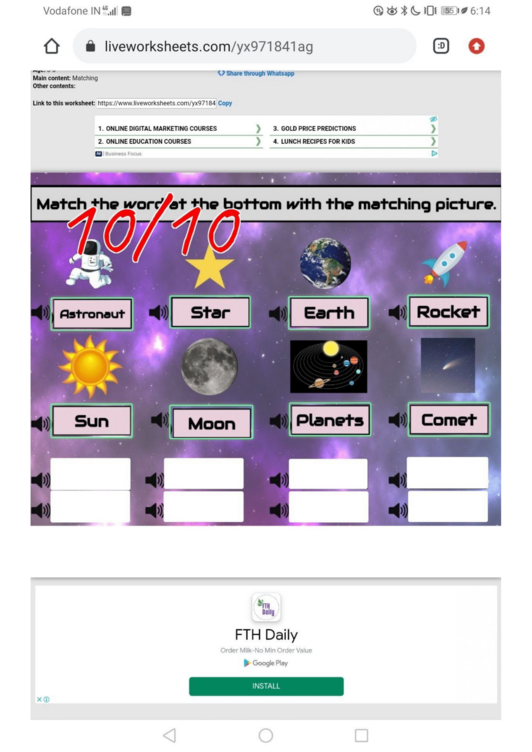 Vodafone IN 4G 6:14
liveworksheets.com/yx971841ag :D
Main content: Matching
Share through Whatsapp
Other contents:
Link to this worksheet: https://www.liveworksheets.com/yx97184 Copy
1. ONLINE DIGITAL MARKETING COURSES
3. GOLD PRICE PREDICTIONS
2. ONLINE EDUCATION COURSES
4. LUNCH RECIPES FOR KIDS
Business Focus
Match the word at the bottom with the matching picture.
10/10
Astronaut Star Earth Rocket
Sun Moon Planets Comet
FTH Daily
FTH Daily
Order Milk-No Min Order Value
Google Play
INSTALL